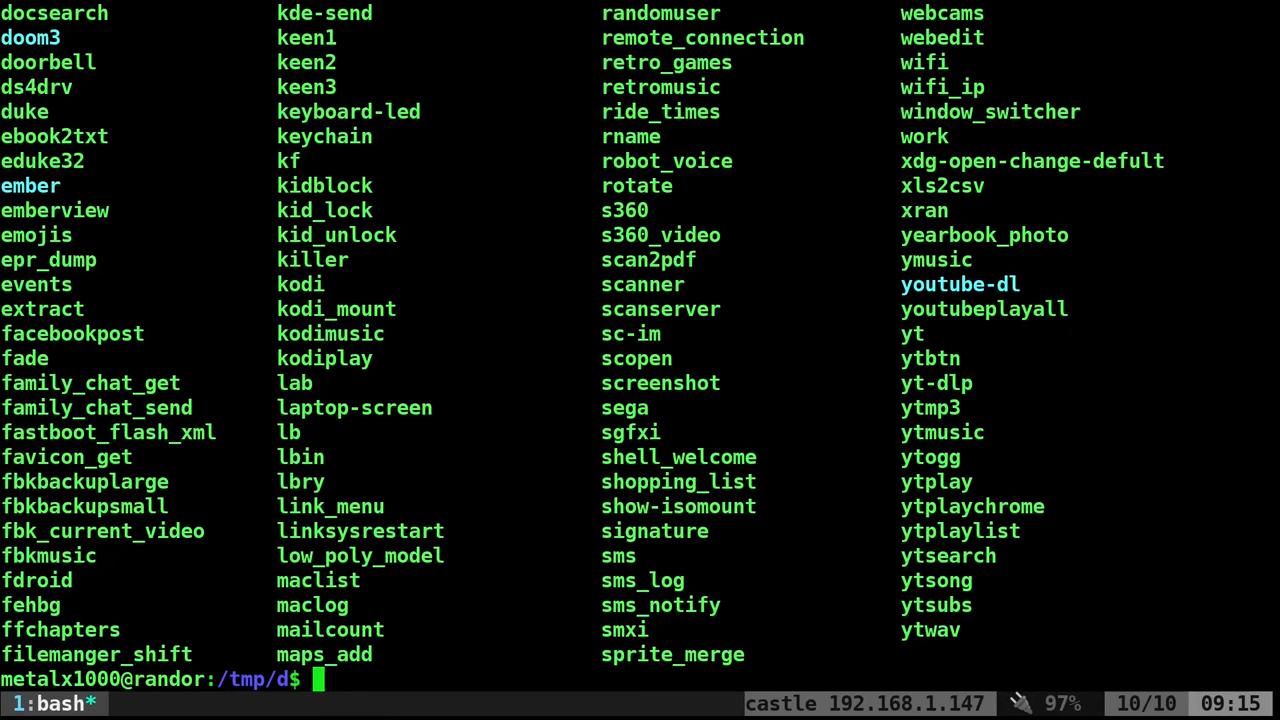 docsearch kde-send randomuser webcams
doom3 keen1 remote_connection webedit
doorbell keen2 retro_games wifi
ds4drv keen3 retromusic wifi_ip
duke keyboard-led ride_times window_switcher
ebook2txt keychain rname work
eduke32 kf robot_voice xdg-open-change-defult
ember kidblock rotate xls2csv
emberview kid_lock s360 xran
emojis kid_unlock s360_video yearbook_photo
epr_dump killer scan2pdf ymusic
events kodi scanner youtube-dl
extract kodi_mount scanserver youtubeplayall
facebookpost kodimusic sc-im yt
fade kodiplay scopen ytbtn
family_chat_get lab screenshot yt-dlp
family_chat_send laptop-screen sega ytmp3
fastboot_flash_xml lb sgfxi ytmusic
favicon_get lbin shell_welcome ytogg
fbkbackuplarge lbry shopping_list ytplay
fbkbackupsmall link_menu show-isomount ytplaychrome
fbk_current_video linksysrestart signature ytplaylist
fbkmusic low_poly_model sms ytsearch
fdroid maclist sms_log ytsong
fehbg maclog sms_notify ytsubs
ffchapters mailcount smxi ytwav
filemanger_shift maps_add sprite_merge
metalx1000@randor:/tmp/d$
1:bash* castle 192.168.1.147 97% 10/10 09:15